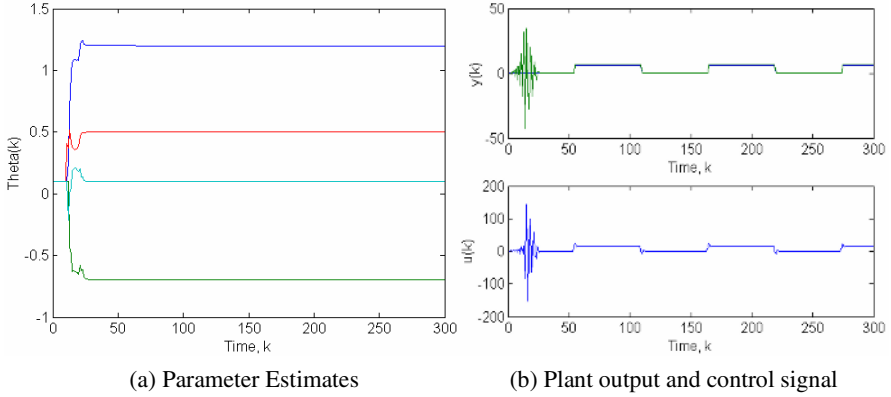 1.5
1
0.5
0
-0.5
-1
Theta(k)
0 50 100 150 200 250 300
Time, k
(a) Parameter Estimates
50
0
-50
y(k)
0 50 100 150 200 250 300
Time, k
200
100
0
-100
-200
u(k)
0 50 100 150 200 250 300
Time, k
(b) Plant output and control signal